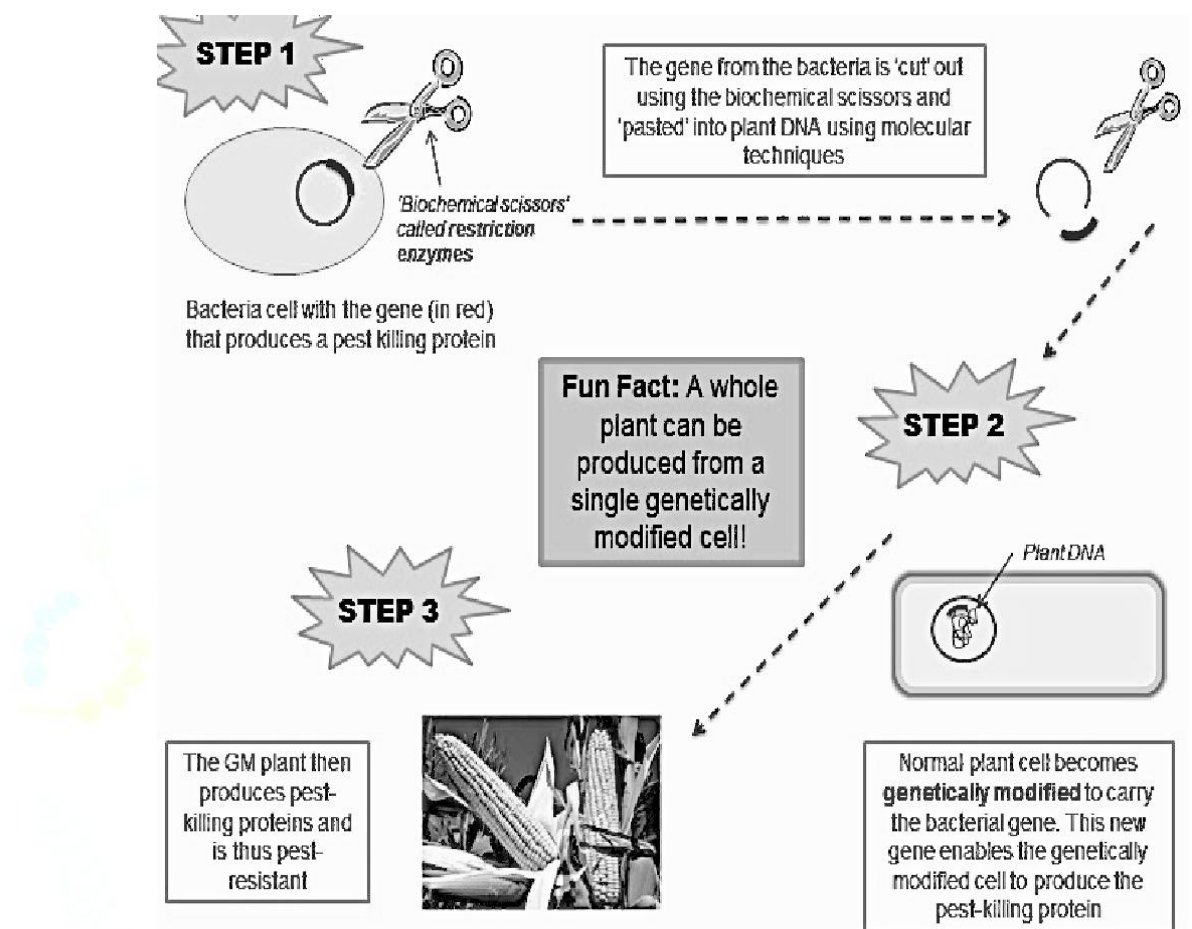 STEP 1
The gene from the bacteria is 'cut' out
using the biochemical scissors and
'pasted' into plant DNA using molecular
techniques
'Biochemical scissors'
called restriction
enzymes
Bacteria cell with the gene (in red)
that produces a pest killing protein
Fun Fact: A whole
plant can be
produced from a
single genetically
modified cell!
STEP 2
Plant DNA
STEP 3
The GM plant then
produces pest-
killing proteins and
is thus pest-
resistant
Normal plant cell becomes
genetically modified to carry
the bacterial gene. This new
gene enables the genetically
modified cell to produce the
pest-killing protein